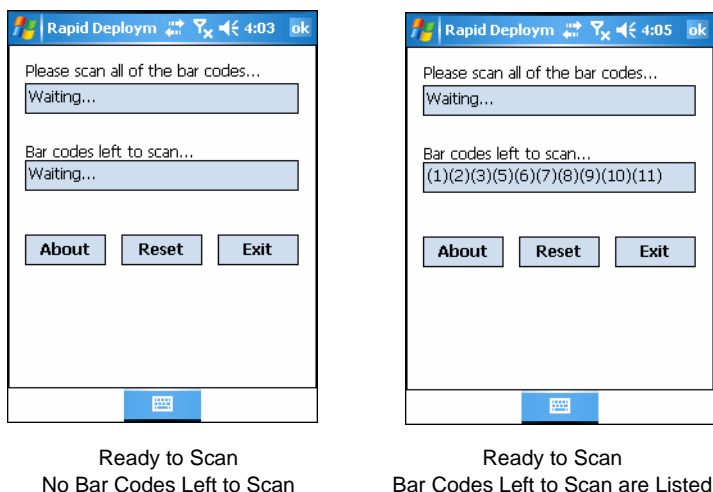 Rapid Deploym 4:03 ok
Please scan all of the bar codes...
Waiting...
Bar codes left to scan...
Waiting...
About Reset Exit
Ready to Scan
No Bar Codes Left to Scan
Rapid Deploym 4:05 ok
Please scan all of the bar codes...
Waiting...
Bar codes left to scan...
(1)(2)(3)(5)(6)(7)(8)(9)(10)(11)
About Reset Exit
Ready to Scan
Bar Codes Left to Scan are Listed